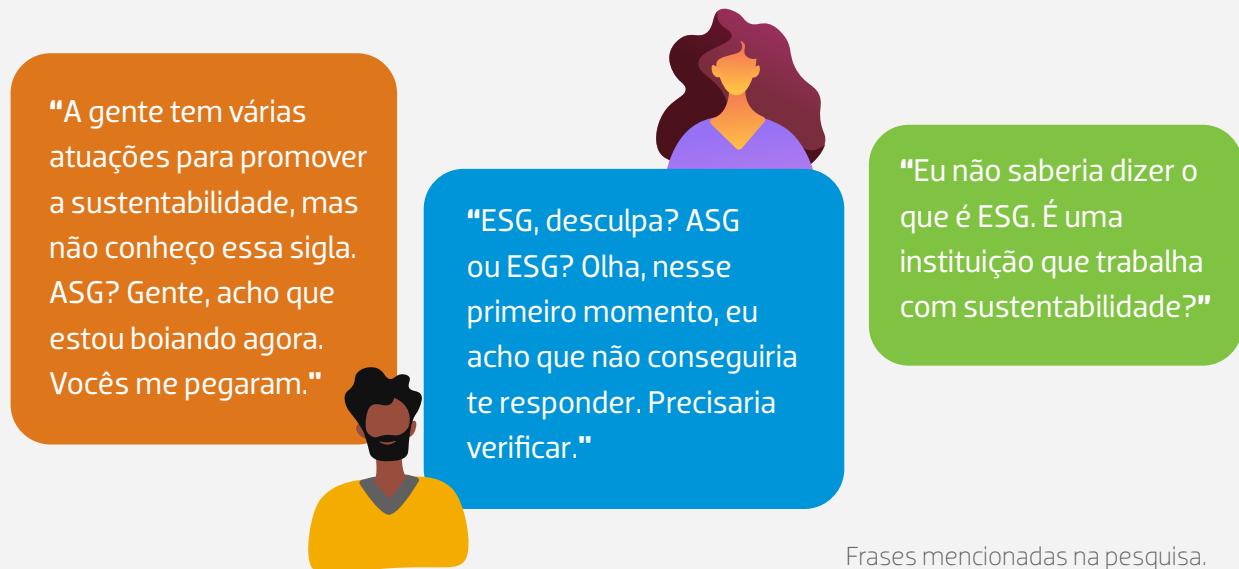 "A gente tem várias
atuações para promover
a sustentabilidade, mas
não conheço essa sigla.
ASG? Gente, acho que
estou boiando agora.
Vocês me pegaram."
"ESG, desculpa? ASG
ou ESG? Olha, nesse
primeiro momento, eu
acho que não conseguiria
te responder. Precisaria
verificar."
"Eu não saberia dizer o
que é ESG. É uma
instituição que trabalha
com sustentabilidade?"
Frases mencionadas na pesquisa.